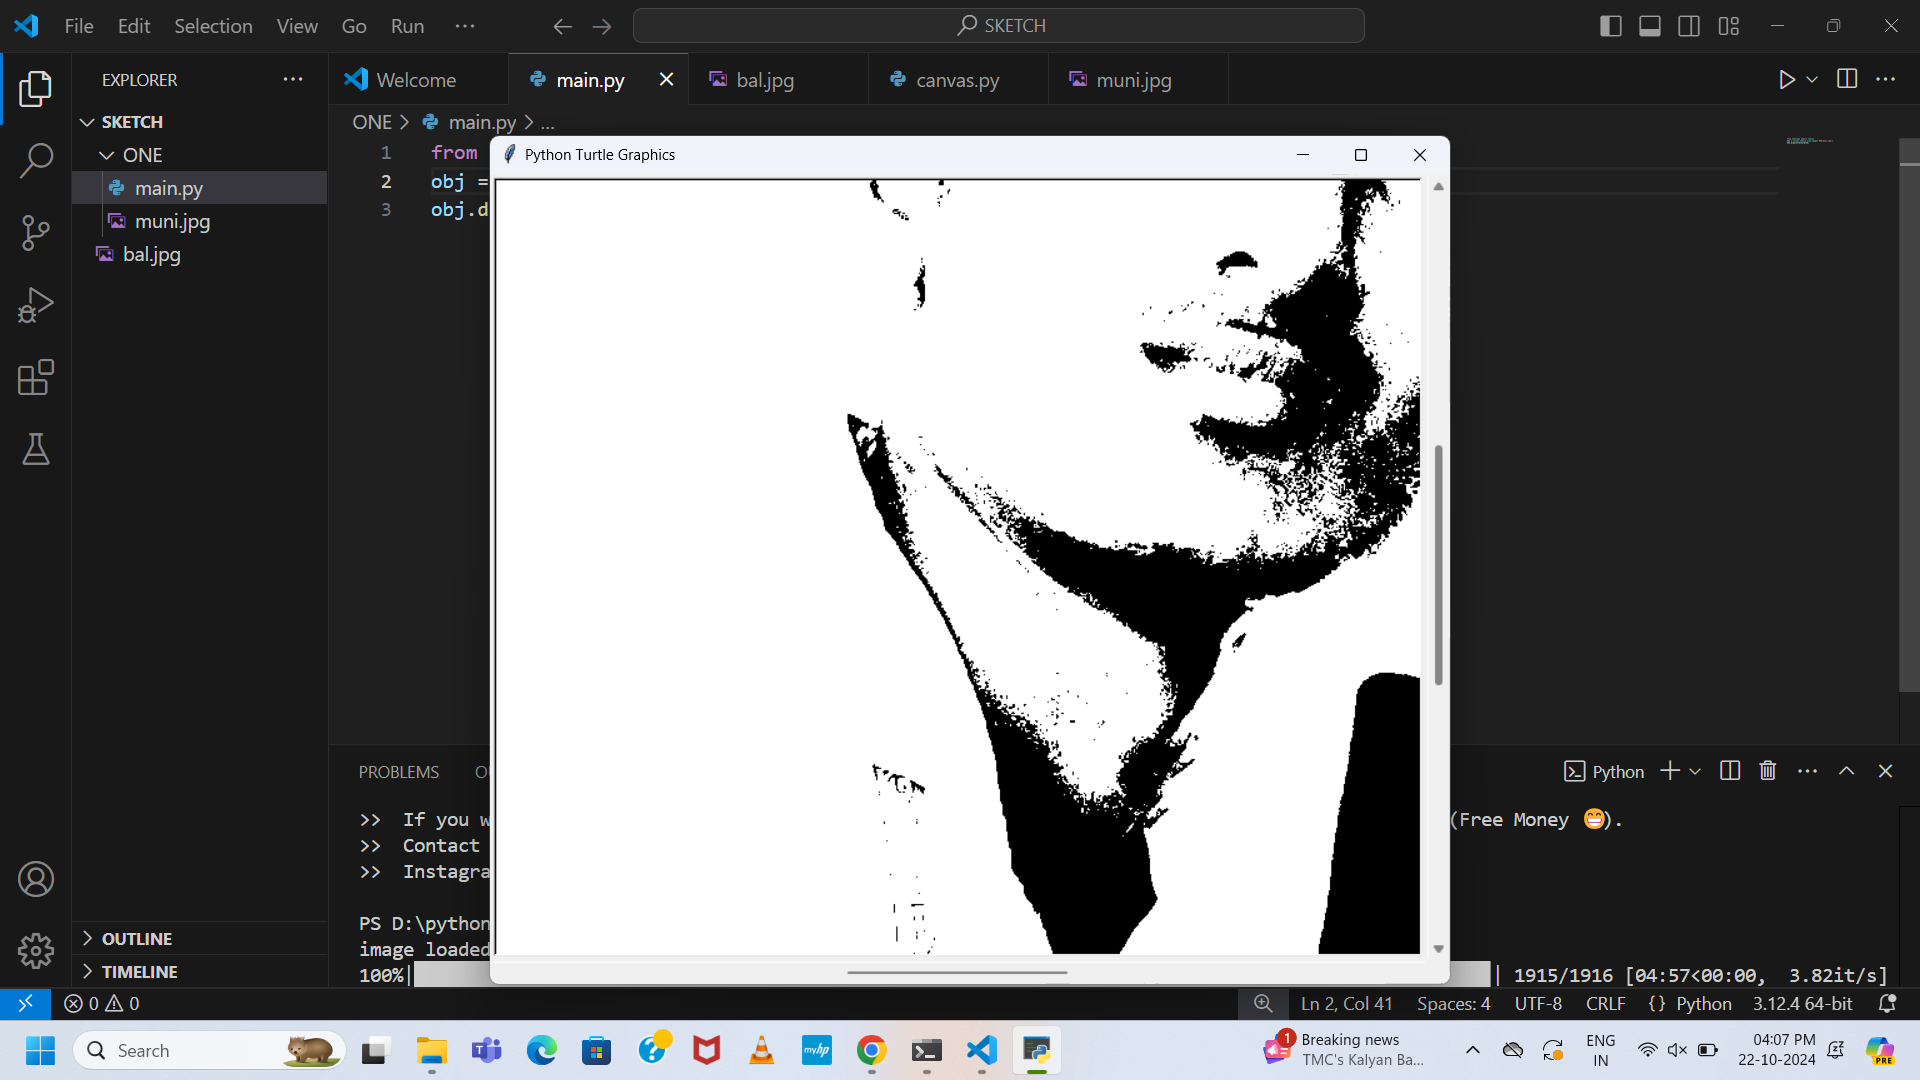 File Edit Selection View Go Run ...
SKETCH
EXPLORER ...
Welcome main.py bal.jpg canvas.py muni.jpg
SKETCH
ONE
main.py
muni.jpg
bal.jpg
OUTLINE
TIMELINE
ONE > main.py > ...
1 from
2 obj =
3 obj.d
Python Turtle Graphics
PROBLEMS
Python
>> If you w (Free Money 😁).
>> Contact
>> Instagra
PS D:\python
image loaded
100%| | 1915/1916 [04:57<00:00, 3.82it/s]
0 0 Ln 2, Col 41 Spaces: 4 UTF-8 CRLF {} Python 3.12.4 64-bit
Search
myhp
1
Breaking news
TMC's Kalyan Ba...
ENG
IN
04:07 PM
22-10-2024
PRE